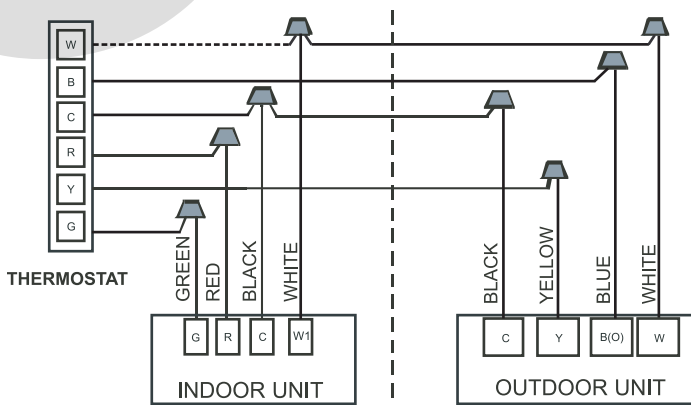 W
B
C
R
Y
G
THERMOSTAT
GREEN
RED
BLACK
WHITE
BLACK
YELLOW
BLUE
WHITE
G R C W1
INDOOR UNIT
C Y B(O) W
OUTDOOR UNIT